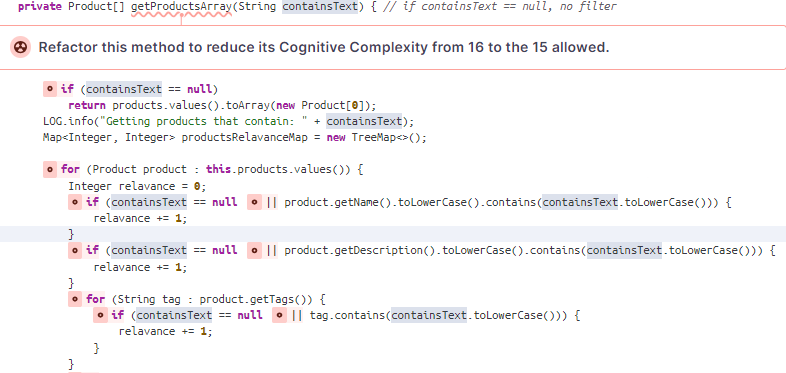 private Product[] getProductsArray(String containsText) { // if containsText == null, no filter
Refactor this method to reduce its Cognitive Complexity from 16 to the 15 allowed.
if (containsText == null)
return products.values().toArray(new Product[0]);
LOG.info("Getting products that contain: " + containsText);
Map<Integer, Integer> productsRelavanceMap = new TreeMap<>();
for (Product product : this.products.values()) {
Integer relavance = 0;
if (containsText == null || product.getName().toLowerCase().contains(containsText.toLowerCase())) {
relavance += 1;
}
if (containsText == null || product.getDescription().toLowerCase().contains(containsText.toLowerCase())) {
relavance += 1;
}
for (String tag : product.getTags()) {
if (containsText == null || tag.contains(containsText.toLowerCase())) {
relavance += 1;
}
}